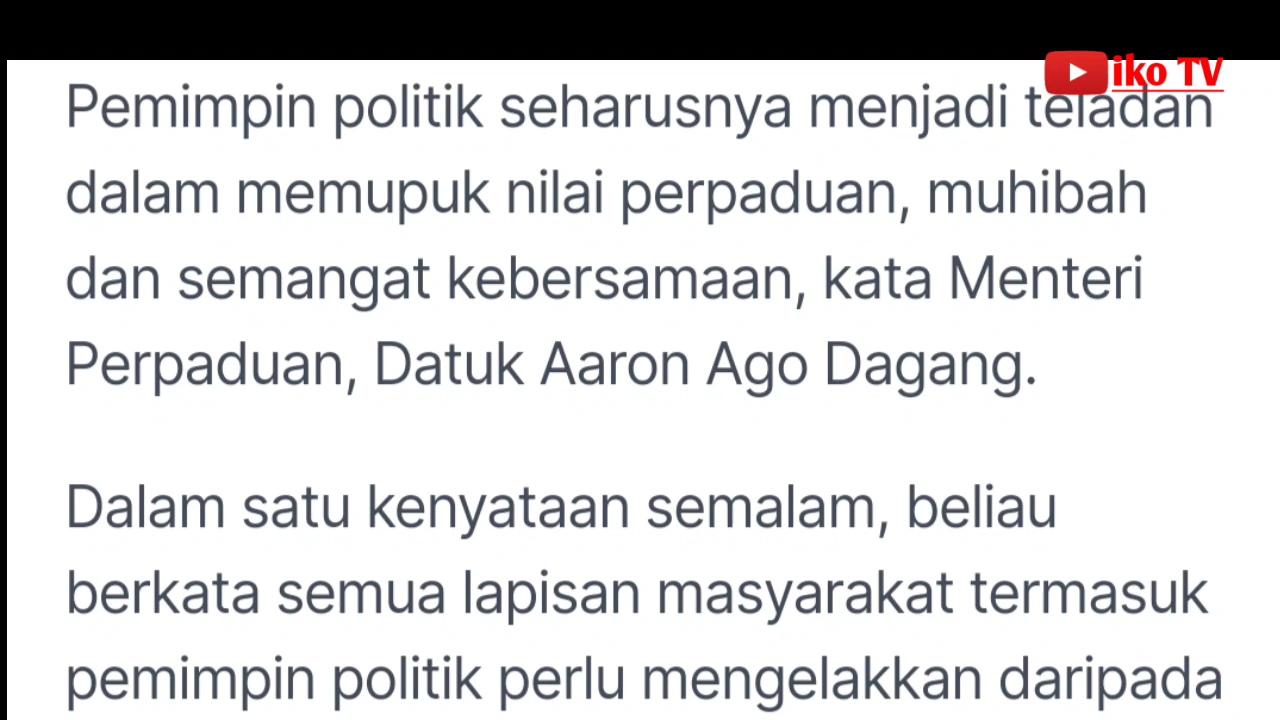 iko TV
Pemimpin politik seharusnya menjadi teladan
dalam memupuk nilai perpaduan, muhibah
dan semangat kebersamaan, kata Menteri
Perpaduan, Datuk Aaron Ago Dagang.
Dalam satu kenyataan semalam, beliau
berkata semua lapisan masyarakat termasuk
pemimpin politik perlu mengelakkan daripada